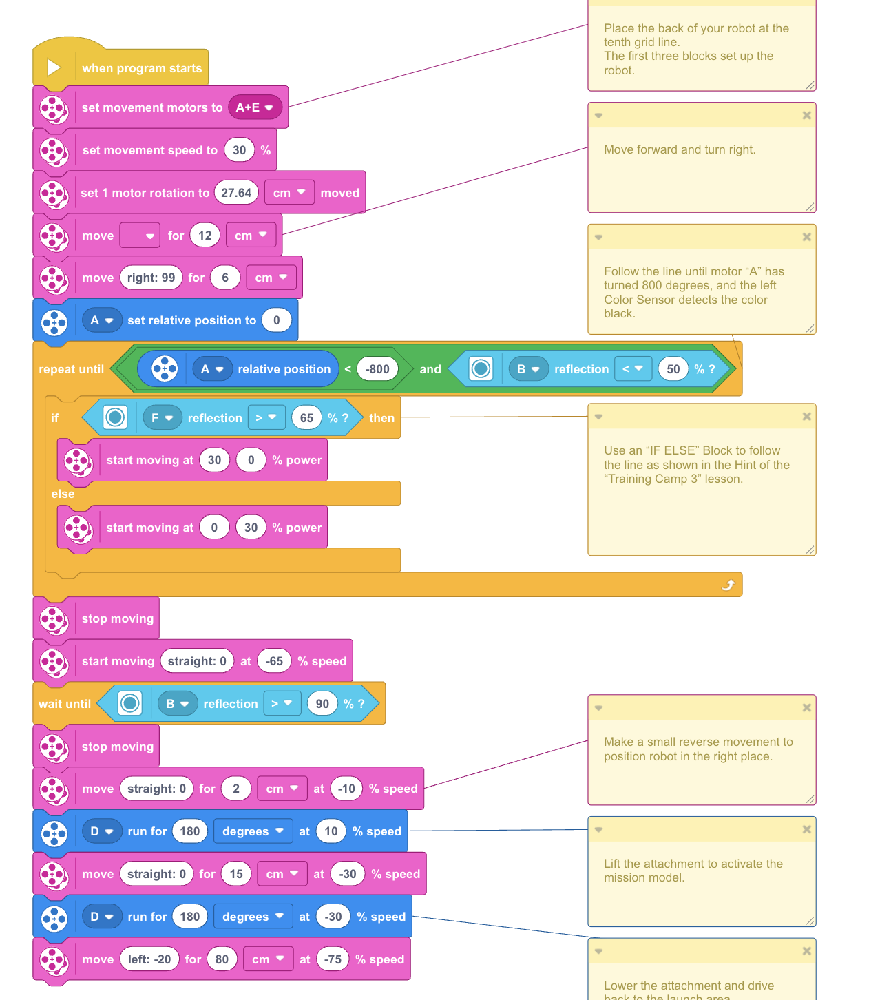 when program starts
set movement motors to A+E
set movement speed to 30 %
set 1 motor rotation to 27.64 cm moved
move for 12 cm
move right: 99 for 6 cm
A set relative position to 0
repeat until A relative position < -800 and B reflection < 50 % ?
if F reflection > 65 % ? then
start moving at 30 0 % power
else
start moving at 0 30 % power
stop moving
start moving straight: 0 at -65 % speed
wait until B reflection > 90 % ?
stop moving
move straight: 0 for 2 cm at -10 % speed
D run for 180 degrees at 10 % speed
move straight: 0 for 15 cm at -30 % speed
D run for 180 degrees at -30 % speed
move left: -20 for 80 cm at -75 % speed
Place the back of your robot at the
tenth grid line.
The first three blocks set up the
robot.
Move forward and turn right.
Follow the line until motor “A” has
turned 800 degrees, and the left
Color Sensor detects the color
black.
Use an “IF ELSE” Block to follow
the line as shown in the Hint of the
“Training Camp 3” lesson.
Make a small reverse movement to
position robot in the right place.
Lift the attachment to activate the
mission model.
Lower the attachment and drive
back to the launch area